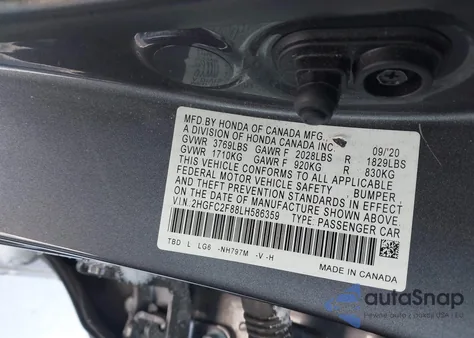 MFD.BY HONDA OF CANADA MFG.,
A DIVISION OF HONDA CANADA INC 09/'20
GVWR 3769LBS GAWR F 2028LBS R 1829LBS
GVWR 1710KG GAWR F 920KG R 830KG
THIS VEHICLE CONFORMS TO ALL APPLICABLE
FEDERAL MOTOR VEHICLE SAFETY , BUMPER ,
AND THEFT PREVENTION STANDARDS IN EFFECT
ON THE DATE OF MANUFACTURE SHOWN ABOVE.
V.I.N: 2HGFC2F88LH586359 TYPE: PASSENGER CAR
TBD L LG8 -NH797M -V -H
MADE IN CANADA
autoSnap